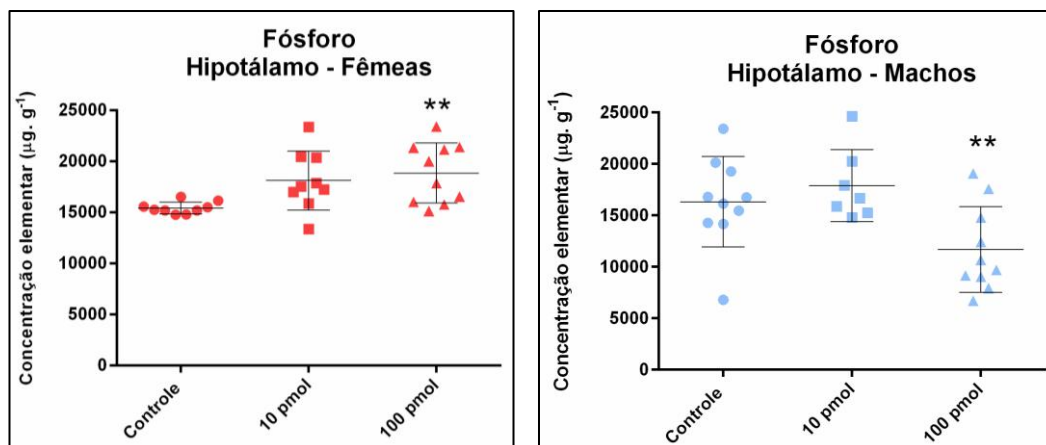 Fósforo
Hipotálamo - Fêmeas
Concentração elementar (µg. g⁻¹)
25000
20000
15000
10000
5000
0
**
Controle
10 pmol
100 pmol
Fósforo
Hipotálamo - Machos
Concentração elementar (µg. g⁻¹)
25000
20000
15000
10000
5000
0
**
Controle
10 pmol
100 pmol